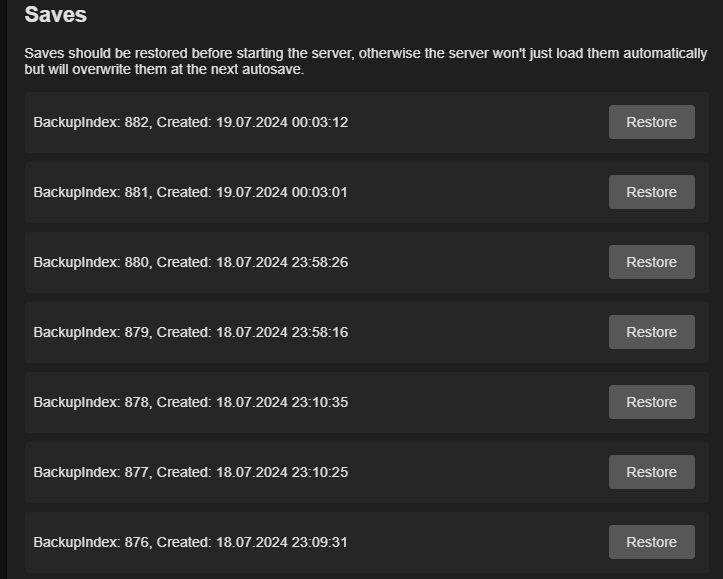 Saves
Saves should be restored before starting the server, otherwise the server won't just load them automatically
but will overwrite them at the next autosave.
BackupIndex: 882, Created: 19.07.2024 00:03:12 Restore
BackupIndex: 881, Created: 19.07.2024 00:03:01 Restore
BackupIndex: 880, Created: 18.07.2024 23:58:26 Restore
BackupIndex: 879, Created: 18.07.2024 23:58:16 Restore
BackupIndex: 878, Created: 18.07.2024 23:10:35 Restore
BackupIndex: 877, Created: 18.07.2024 23:10:25 Restore
BackupIndex: 876, Created: 18.07.2024 23:09:31 Restore